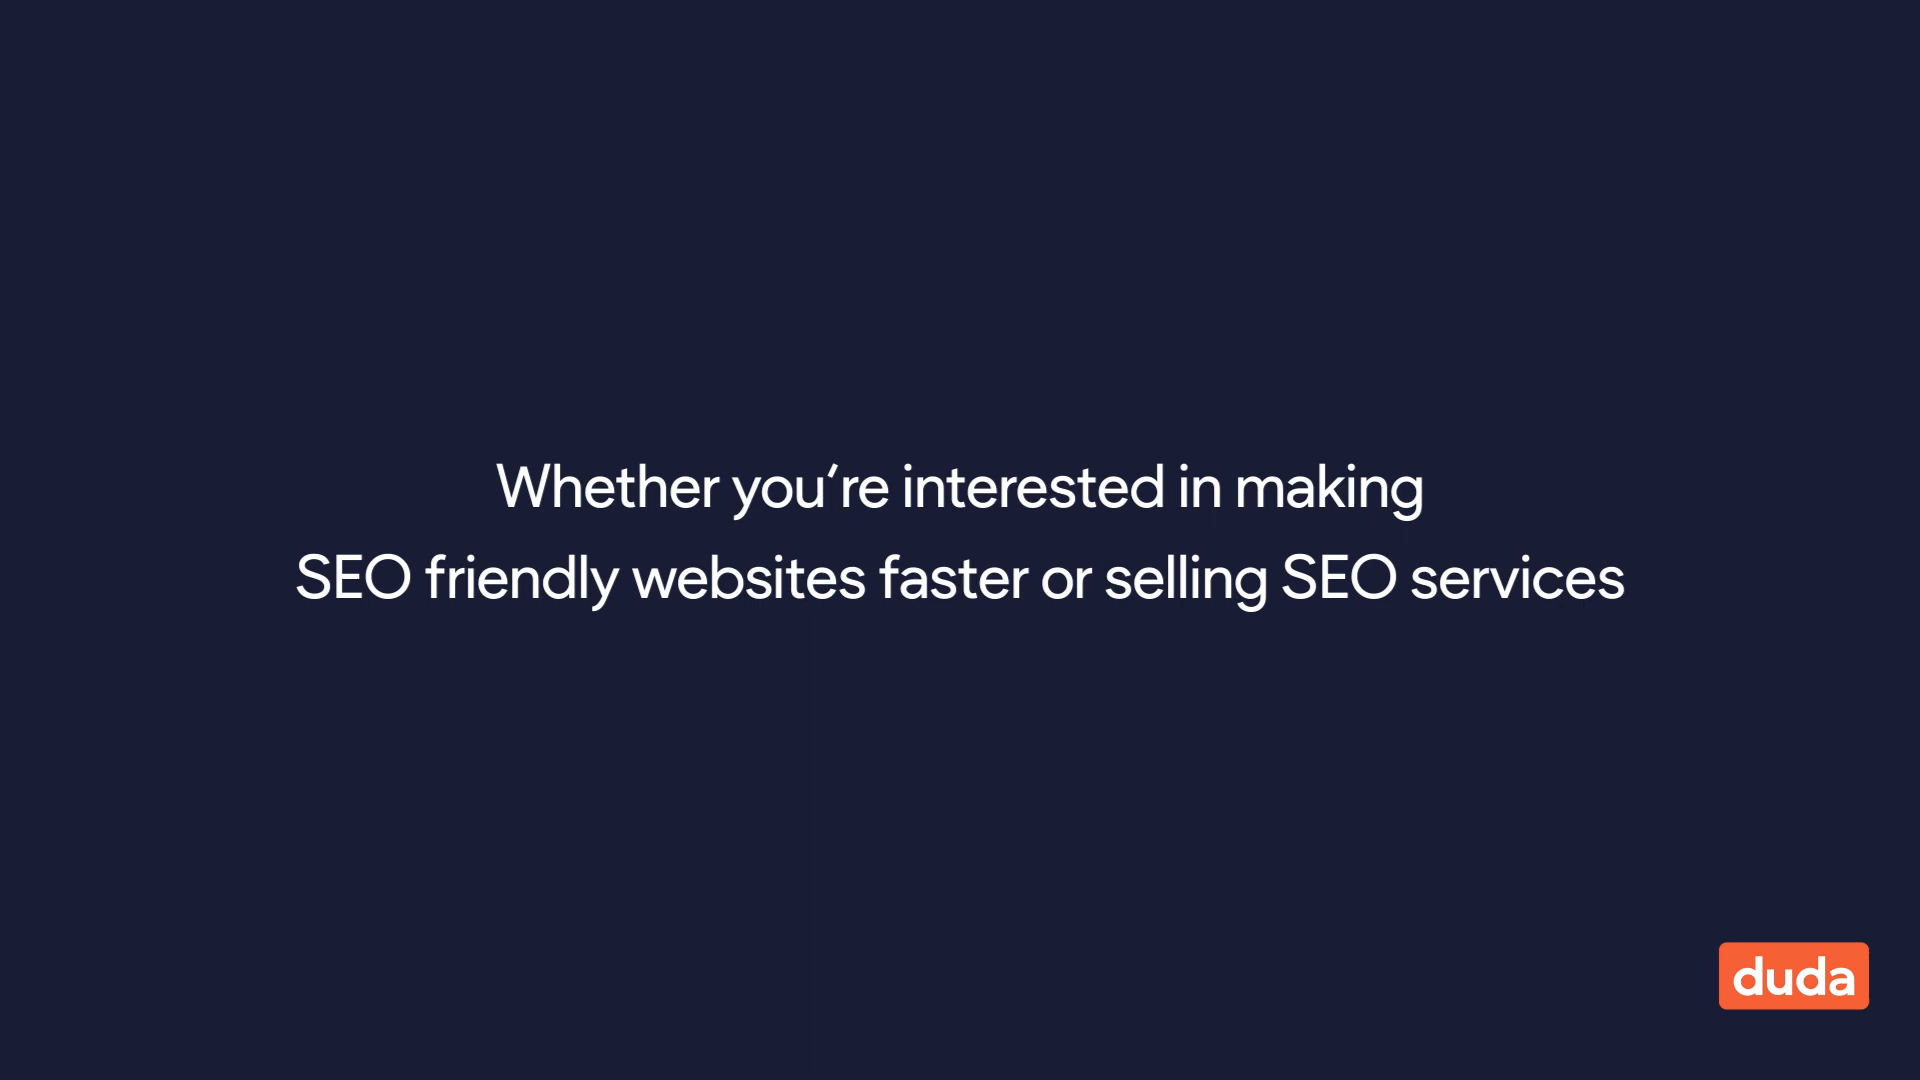 Whether you’re interested in making
SEO friendly websites faster or selling SEO services
duda